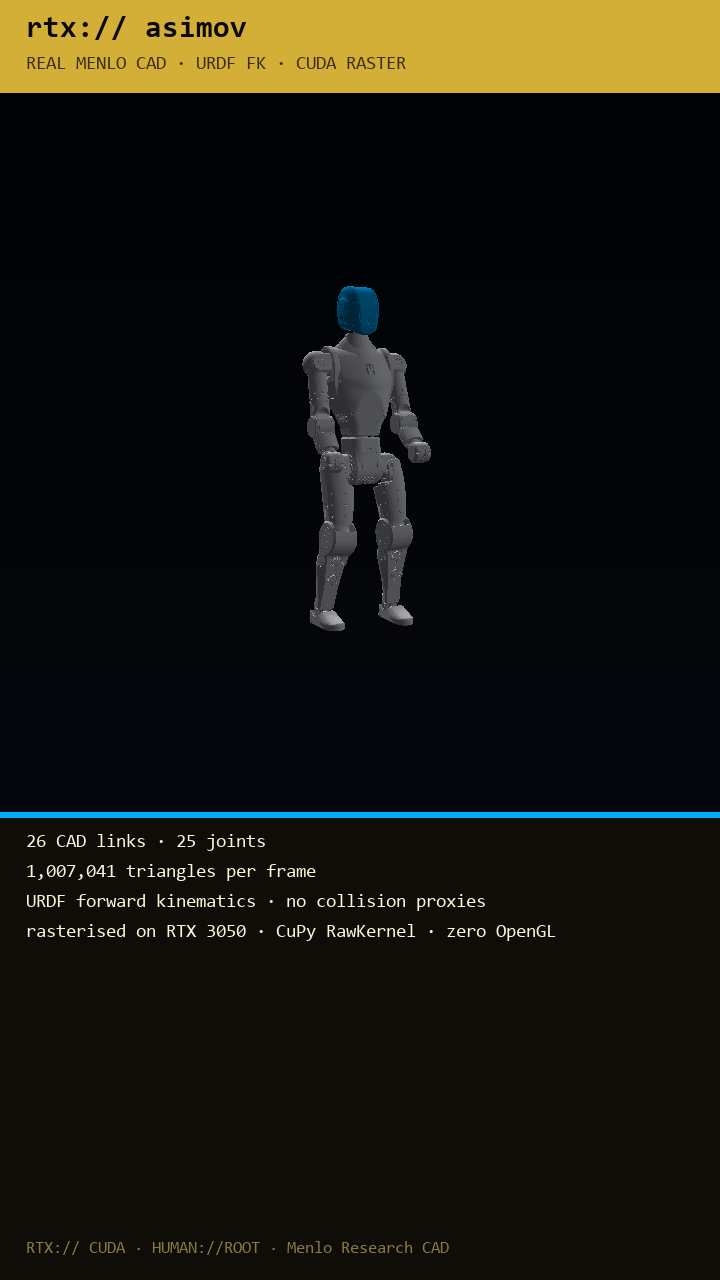 rtx:// asimov
REAL MENLO CAD · URDF FK · CUDA RASTER
26 CAD links · 25 joints
1,007,041 triangles per frame
URDF forward kinematics · no collision proxies
rasterised on RTX 3050 · CuPy RawKernel · zero OpenGL
RTX:// CUDA · HUMAN://ROOT · Menlo Research CAD